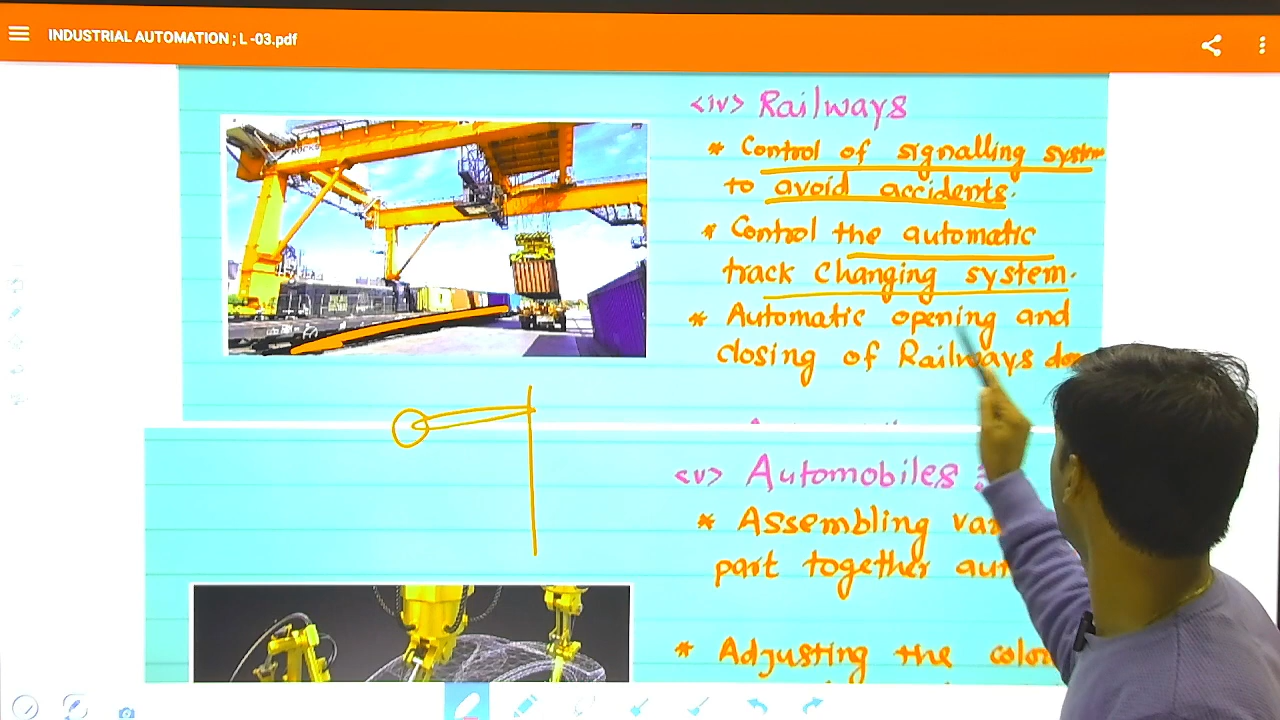 INDUSTRIAL AUTOMATION ; L -03.pdf
<iv> Railways
* Control of signalling system
to avoid accidents.
* Control the automatic
track changing system.
* Automatic opening and
closing of Railways
<v> Automobiles
* Assembling
part together
* Adjusting the